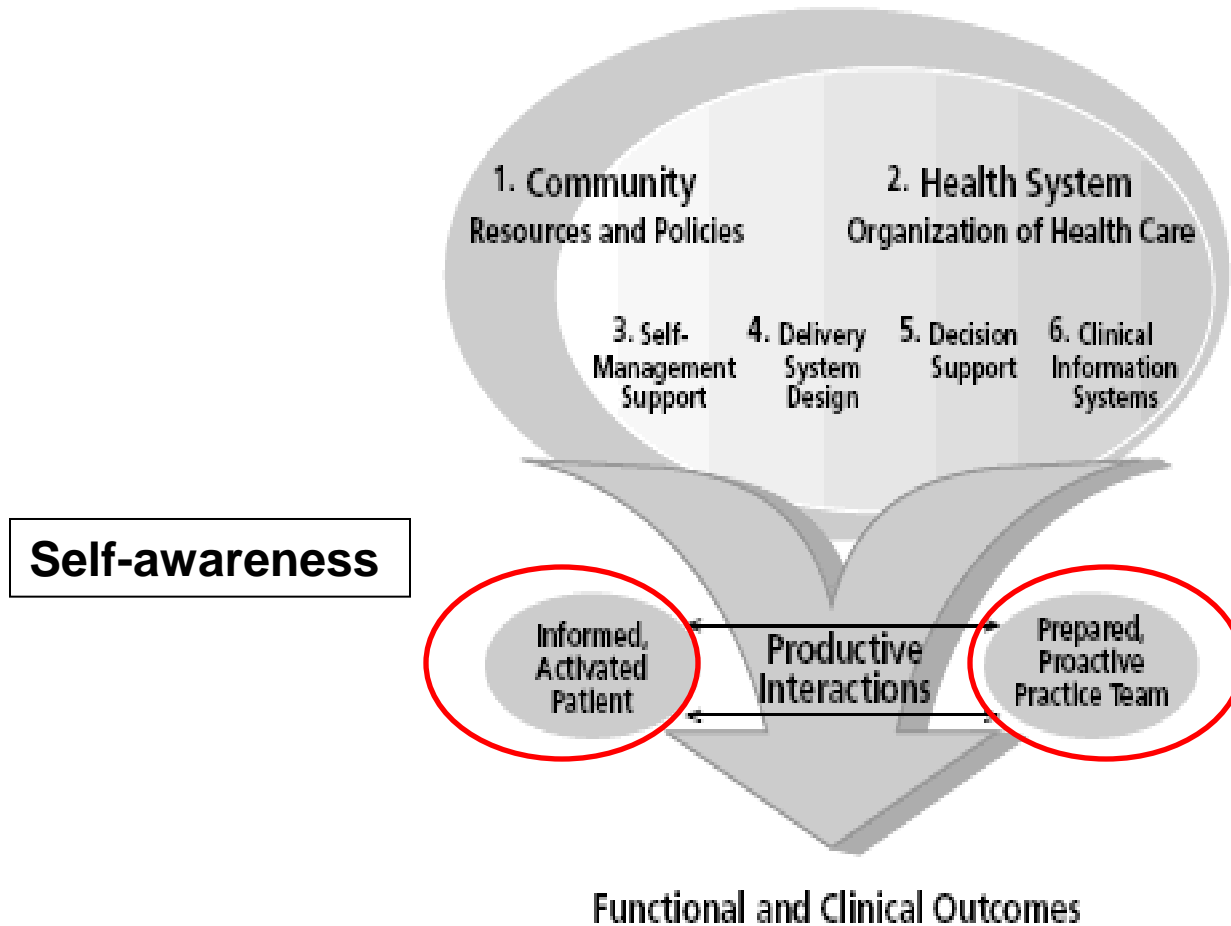 1. Community
Resources and Policies
2. Health System
Organization of Health Care
3. Self-
Management
Support
4. Delivery
System
Design
5. Decision
Support
6. Clinical
Information
Systems
Self-awareness
Informed,
Activated
Patient
Productive
Interactions
Prepared,
Proactive
Practice Team
Functional and Clinical Outcomes